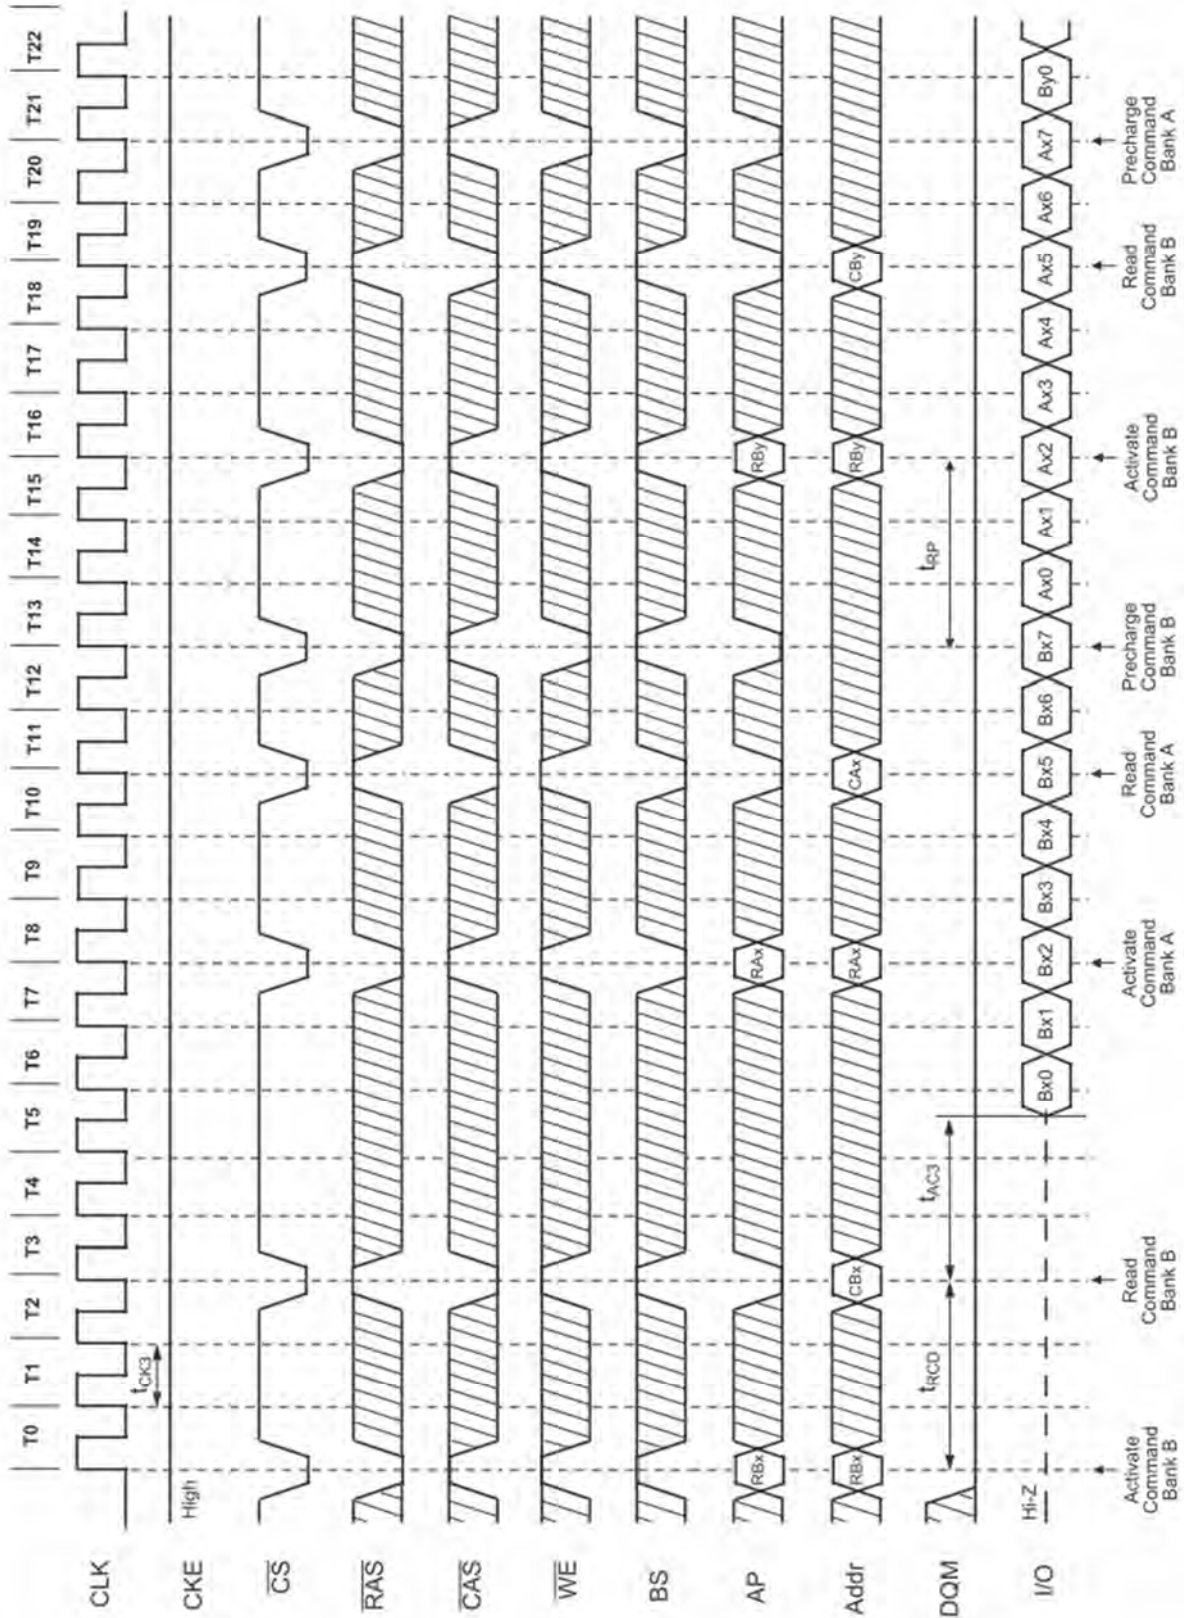 T0 T1 T2 T3 T4 T5 T6 T7 T8 T9 T10 T11 T12 T13 T14 T15 T16 T17 T18 T19 T20 T21 T22
CLK
tCK3
CKE
High
CS
RAS
CAS
WE
BS
AP
RBx RAx RBy
Addr
RBx CBx RAx CAx RBy CBy
DQM
tRCD tAC3 tRP
I/O
Hi-Z
Bx0 Bx1 Bx2 Bx3 Bx4 Bx5 Bx6 Bx7 Ax0 Ax1 Ax2 Ax3 Ax4 Ax5 Ax6 Ax7 By0
Activate
Command
Bank B
Read
Command
Bank B
Activate
Command
Bank A
Read
Command
Bank A
Precharge
Command
Bank B
Activate
Command
Bank B
Read
Command
Bank B
Precharge
Command
Bank A